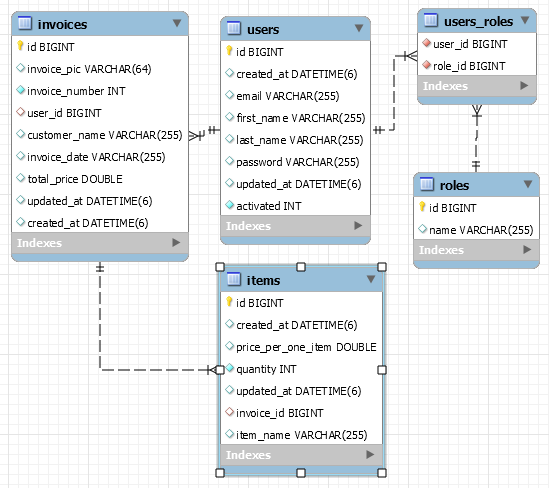 invoices
id BIGINT
invoice_pic VARCHAR(64)
invoice_number INT
user_id BIGINT
customer_name VARCHAR(255)
invoice_date VARCHAR(255)
total_price DOUBLE
updated_at DATETIME(6)
created_at DATETIME(6)
Indexes
users
id BIGINT
created_at DATETIME(6)
email VARCHAR(255)
first_name VARCHAR(255)
last_name VARCHAR(255)
password VARCHAR(255)
updated_at DATETIME(6)
activated INT
Indexes
users_roles
user_id BIGINT
role_id BIGINT
Indexes
roles
id BIGINT
name VARCHAR(255)
Indexes
items
id BIGINT
created_at DATETIME(6)
price_per_one_item DOUBLE
quantity INT
updated_at DATETIME(6)
invoice_id BIGINT
item_name VARCHAR(255)
Indexes